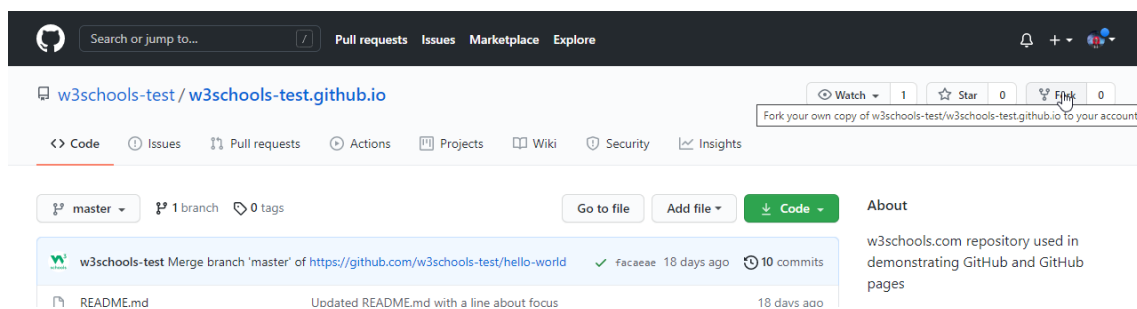 Search or jump to... / Pull requests Issues Marketplace Explore
w3schools-test / w3schools-test.github.io Watch 1 Star 0 Fork 0
Fork your own copy of w3schools-test/w3schools-test.github.io to your account
Code Issues Pull requests Actions Projects Wiki Security Insights
master 1 branch 0 tags Go to file Add file Code About
w3schools.com repository used in
demonstrating GitHub and GitHub
pages
w3schools-test Merge branch 'master' of https://github.com/w3schools-test/hello-world facaeae 18 days ago 10 commits
README.md Updated README.md with a line about focus 18 days ago